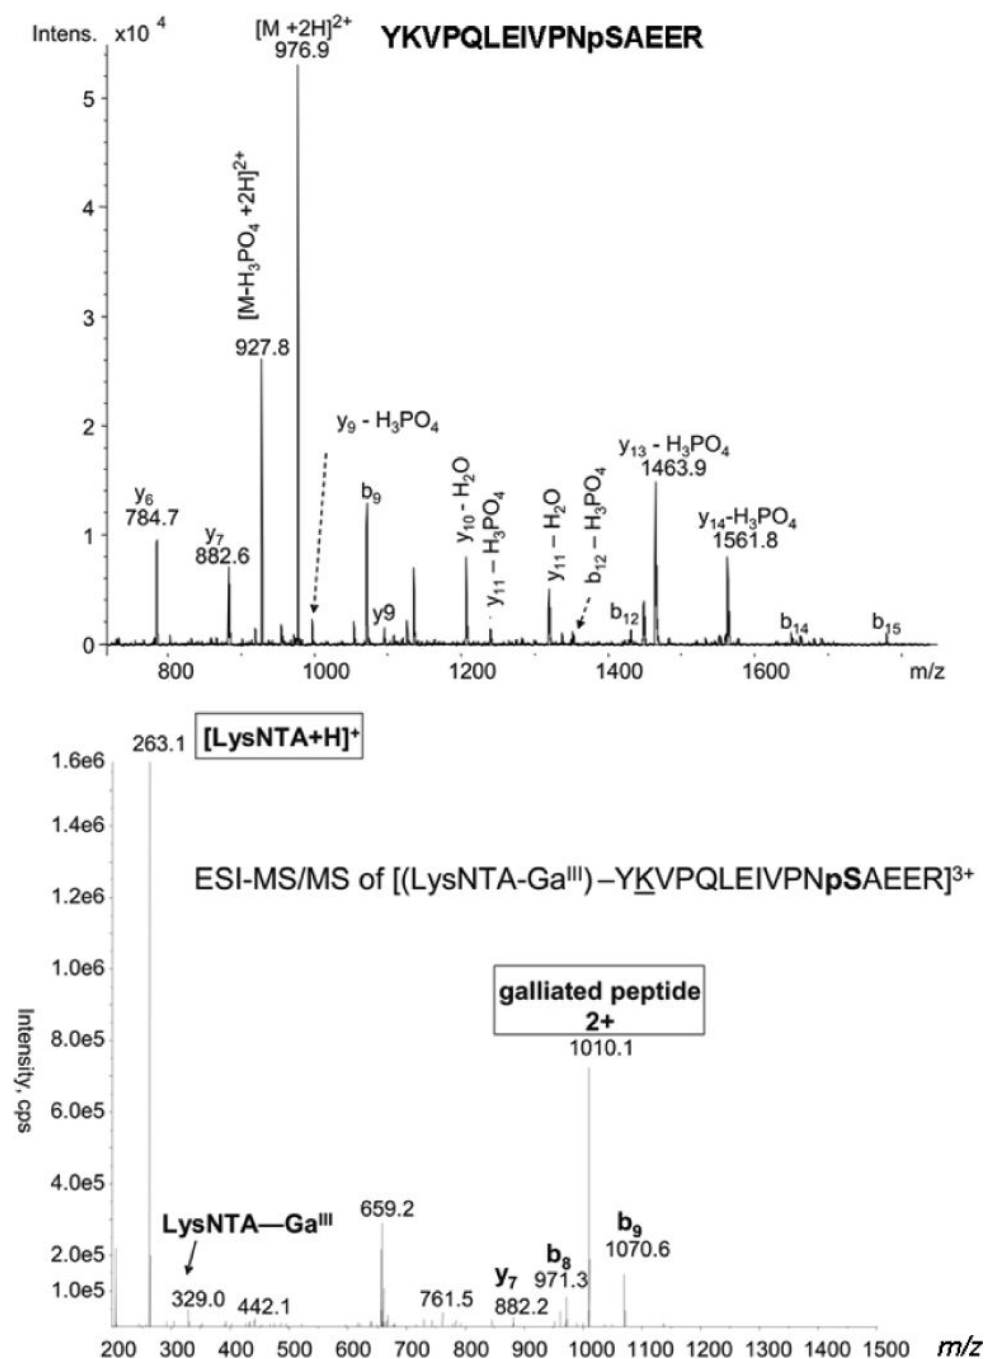 Intens. x10 4
[M +2H]2+
976.9
YKVPQLEIVPNpSAEER
5
[M-H3PO4 +2H]2+
4
3
927.8
2
y9 - H3PO4
y6
784.7
y7
882.6
b9
y10 - H2O
y11 – H3PO4
y11 – H2O
b12 – H3PO4
y13 - H3PO4
1463.9
y14-H3PO4
1561.8
1
y9
b12
b14
b15
0
800 1000 1200 1400 1600 m/z
263.1
[LysNTA+H]+
1.6e6
1.4e6
ESI-MS/MS of [(LysNTA-GaIII) –YKVPQLEIVPNpSAEER]3+
1.2e6
1.0e6
galliated peptide
2+
1010.1
8.0e5
Intensity, cps
6.0e5
4.0e5
659.2
LysNTA—GaIII
b9
1070.6
2.0e5
b8
971.3
y7
882.2
1.0e5
329.0
442.1
761.5
200 300 400 500 600 700 800 900 1000 1100 1200 1300 1400 1500 m/z